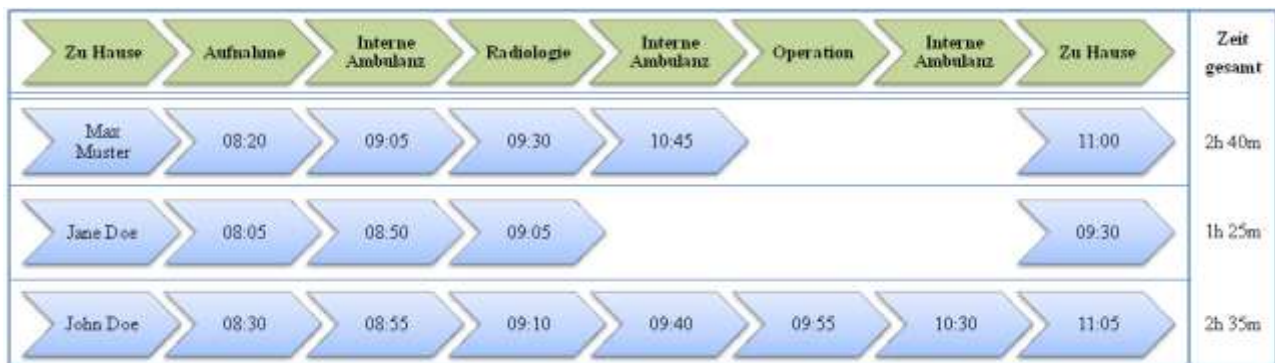 Zu Hause
Aufnahme
Interne
Ambulanz
Radiologie
Interne
Ambulanz
Operation
Interne
Ambulanz
Zu Hause
Zeit
gesamt
Max
Muster
08:20
09:05
09:30
10:45
11:00
2h 40m
Jane Doe
08:05
08:50
09:05
09:30
1h 25m
John Doe
08:30
08:55
09:10
09:40
09:55
10:30
11:05
2h 35m